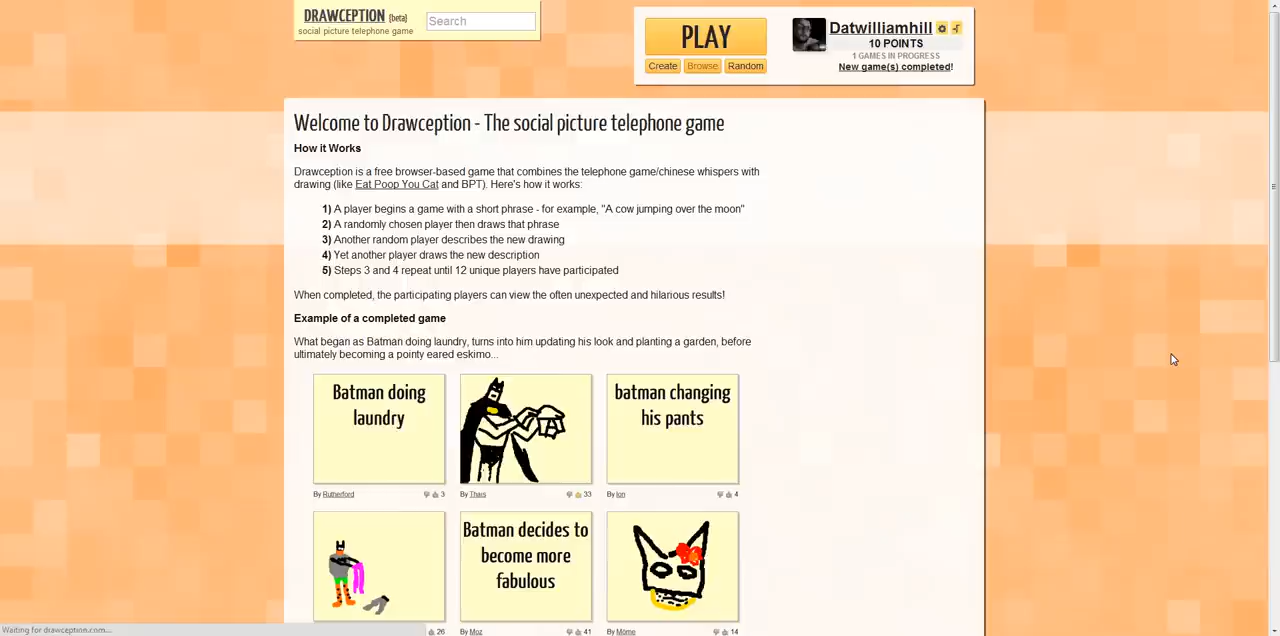 DRAWCEPTION [beta]
social picture telephone game
Search
PLAY
Create Browse Random
Datwilliamhill
10 POINTS
1 GAMES IN PROGRESS
New game(s) completed!
Welcome to Drawception - The social picture telephone game
How it Works
Drawception is a free browser-based game that combines the telephone game/chinese whispers with
drawing (like Eat Poop You Cat and BPT). Here's how it works:
1) A player begins a game with a short phrase - for example, "A cow jumping over the moon"
2) A randomly chosen player then draws that phrase
3) Another random player describes the new drawing
4) Yet another player draws the new description
5) Steps 3 and 4 repeat until 12 unique players have participated
When completed, the participating players can view the often unexpected and hilarious results!
Example of a completed game
What began as Batman doing laundry, turns into him updating his look and planting a garden, before
ultimately becoming a pointy eared eskimo...
Batman doing
laundry
batman changing
his pants
By Rutherford 3
By Thais 33
By Ion 4
Batman decides to
become more
fabulous
26
By Moz 41
By Môme 14
Waiting for drawception.com...